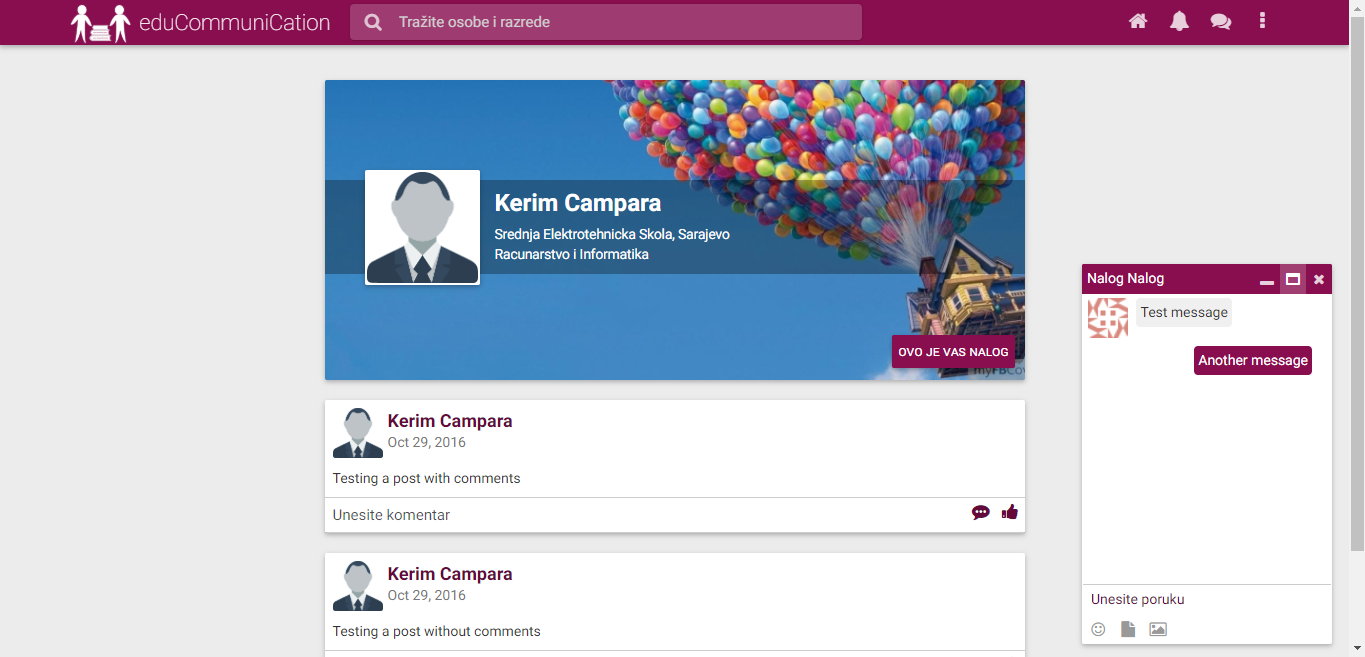 eduCommuniCation
Tražite osobe i razrede
Kerim Campara
Srednja Elektrotehnicka Skola, Sarajevo
Racunarstvo i Informatika
OVO JE VAS NALOG
myFBCov
Kerim Campara
Oct 29, 2016
Testing a post with comments
Unesite komentar
Kerim Campara
Oct 29, 2016
Testing a post without comments
Nalog Nalog
Test message
Another message
Unesite poruku